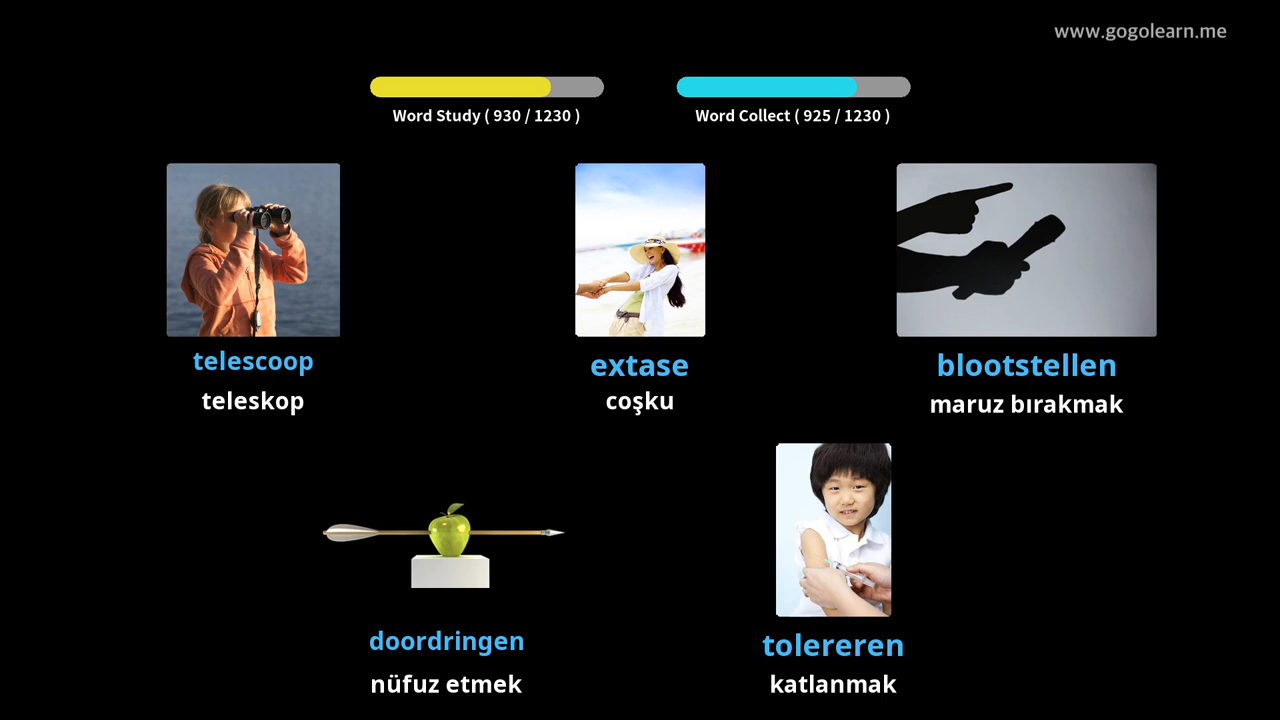 www.gogolearn.me
Word Study ( 930 / 1230 )
Word Collect ( 925 / 1230 )
telescoop
teleskop
extase
coşku
blootstellen
maruz bırakmak
doordringen
nüfuz etmek
tolereren
katlanmak